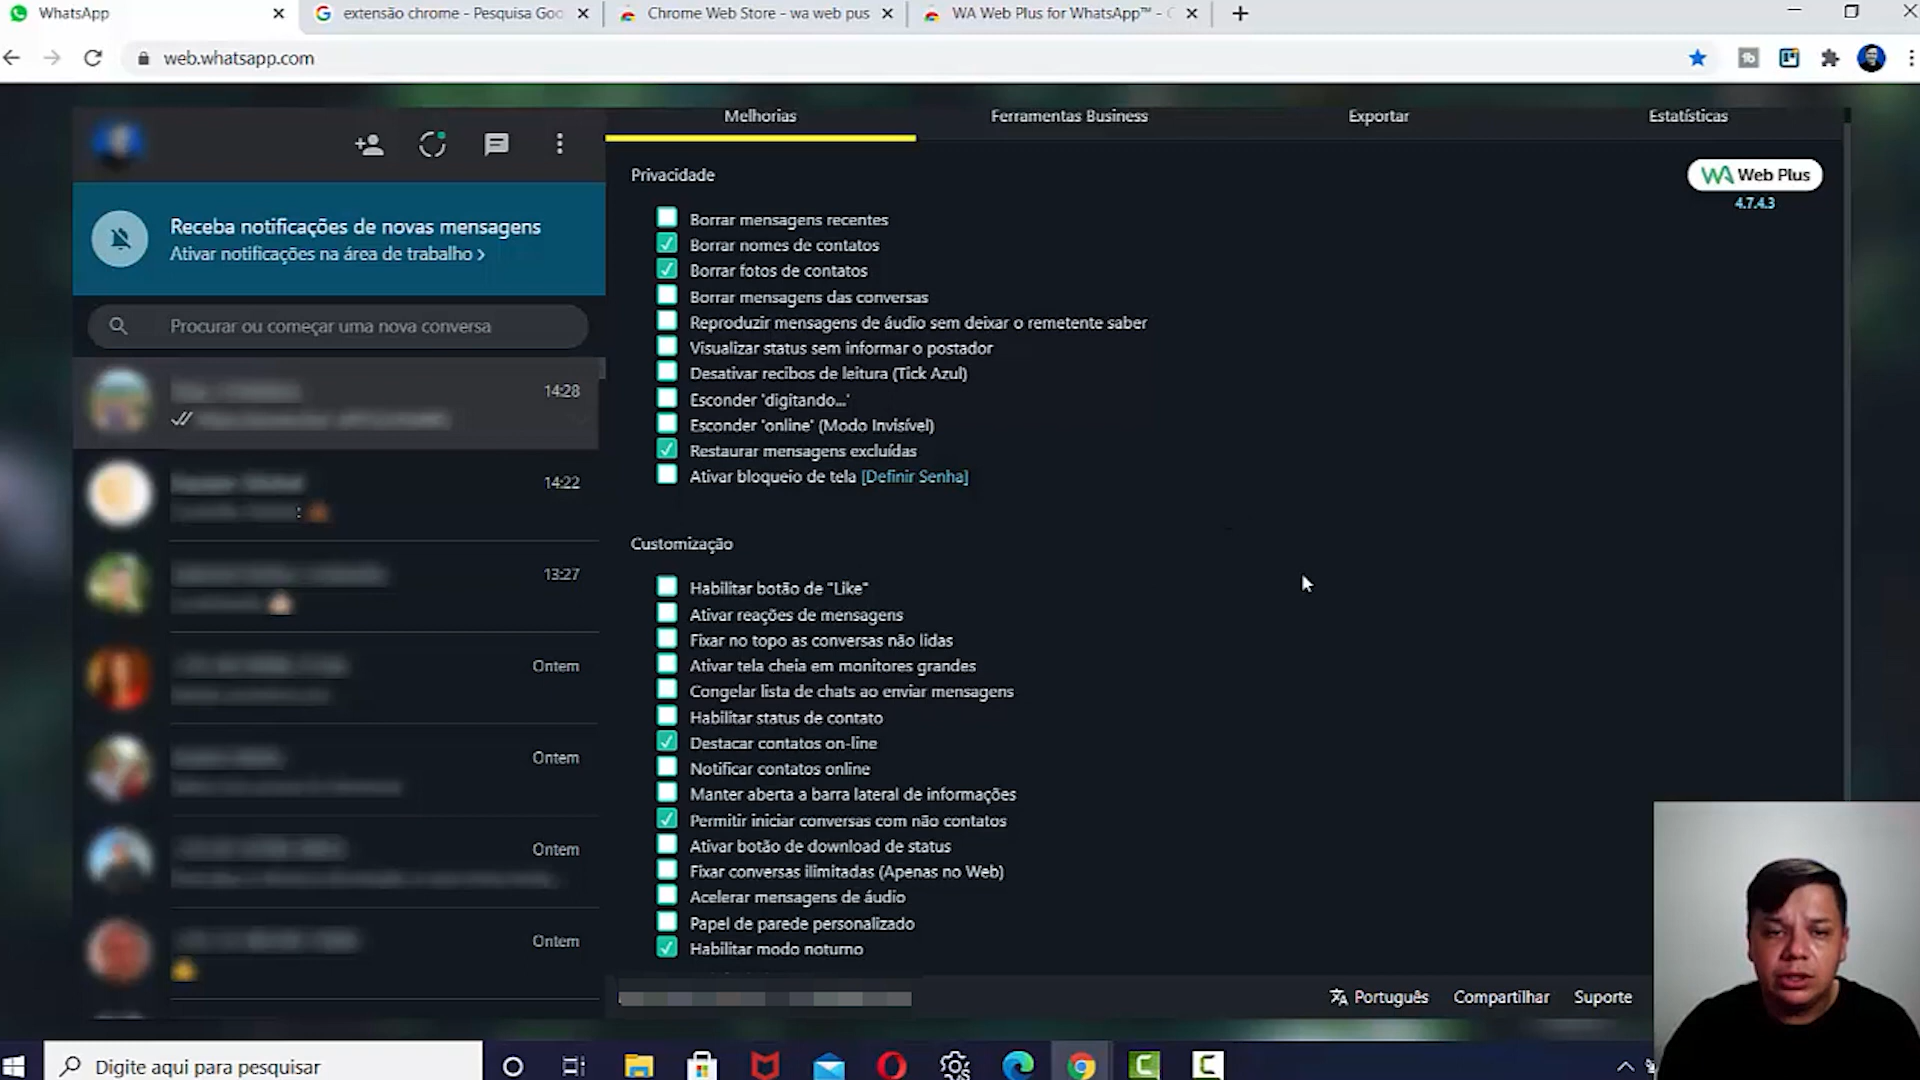 WhatsApp
extensão chrome - Pesquisa Goo
Chrome Web Store - wa web pus
WA Web Plus for WhatsApp™ - C
web.whatsapp.com
Melhorias
Ferramentas Business
Exportar
Estatísticas
Receba notificações de novas mensagens
Ativar notificações na área de trabalho >
Procurar ou começar uma nova conversa
14:28
14:22
:
13:27
Ontem
Ontem
Ontem
Ontem
Privacidade
WA Web Plus
4.7.4.3
Borrar mensagens recentes
Borrar nomes de contatos
Borrar fotos de contatos
Borrar mensagens das conversas
Reproduzir mensagens de áudio sem deixar o remetente saber
Visualizar status sem informar o postador
Desativar recibos de leitura (Tick Azul)
Esconder 'digitando...'
Esconder 'online' (Modo Invisível)
Restaurar mensagens excluídas
Ativar bloqueio de tela [Definir Senha]
Customização
Habilitar botão de "Like"
Ativar reações de mensagens
Fixar no topo as conversas não lidas
Ativar tela cheia em monitores grandes
Congelar lista de chats ao enviar mensagens
Habilitar status de contato
Destacar contatos on-line
Notificar contatos online
Manter aberta a barra lateral de informações
Permitir iniciar conversas com não contatos
Ativar botão de download de status
Fixar conversas ilimitadas (Apenas no Web)
Acelerar mensagens de áudio
Papel de parede personalizado
Habilitar modo noturno
Português
Compartilhar
Suporte
Digite aqui para pesquisar